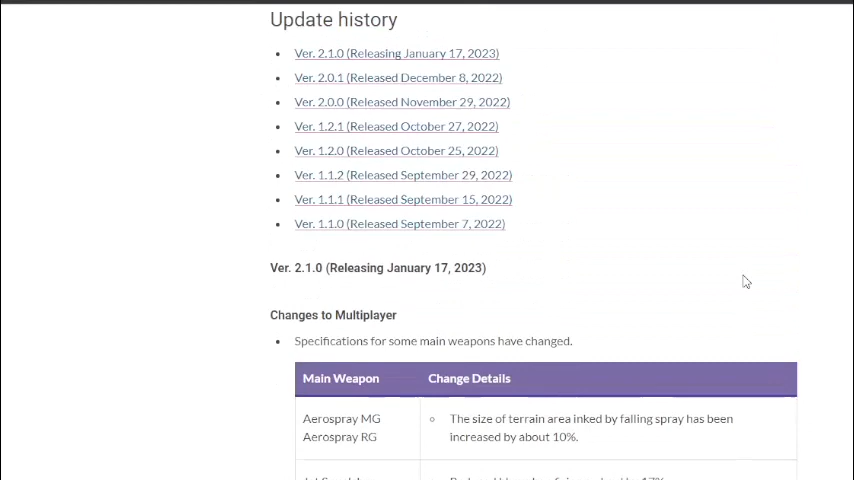 Update history
Ver. 2.1.0 (Releasing January 17, 2023)
Ver. 2.0.1 (Released December 8, 2022)
Ver. 2.0.0 (Released November 29, 2022)
Ver. 1.2.1 (Released October 27, 2022)
Ver. 1.2.0 (Released October 25, 2022)
Ver. 1.1.2 (Released September 29, 2022)
Ver. 1.1.1 (Released September 15, 2022)
Ver. 1.1.0 (Released September 7, 2022)
Ver. 2.1.0 (Releasing January 17, 2023)
Changes to Multiplayer
Specifications for some main weapons have changed.
Main Weapon Change Details
Aerospray MG
Aerospray RG
The size of terrain area inked by falling spray has been
increased by about 10%.